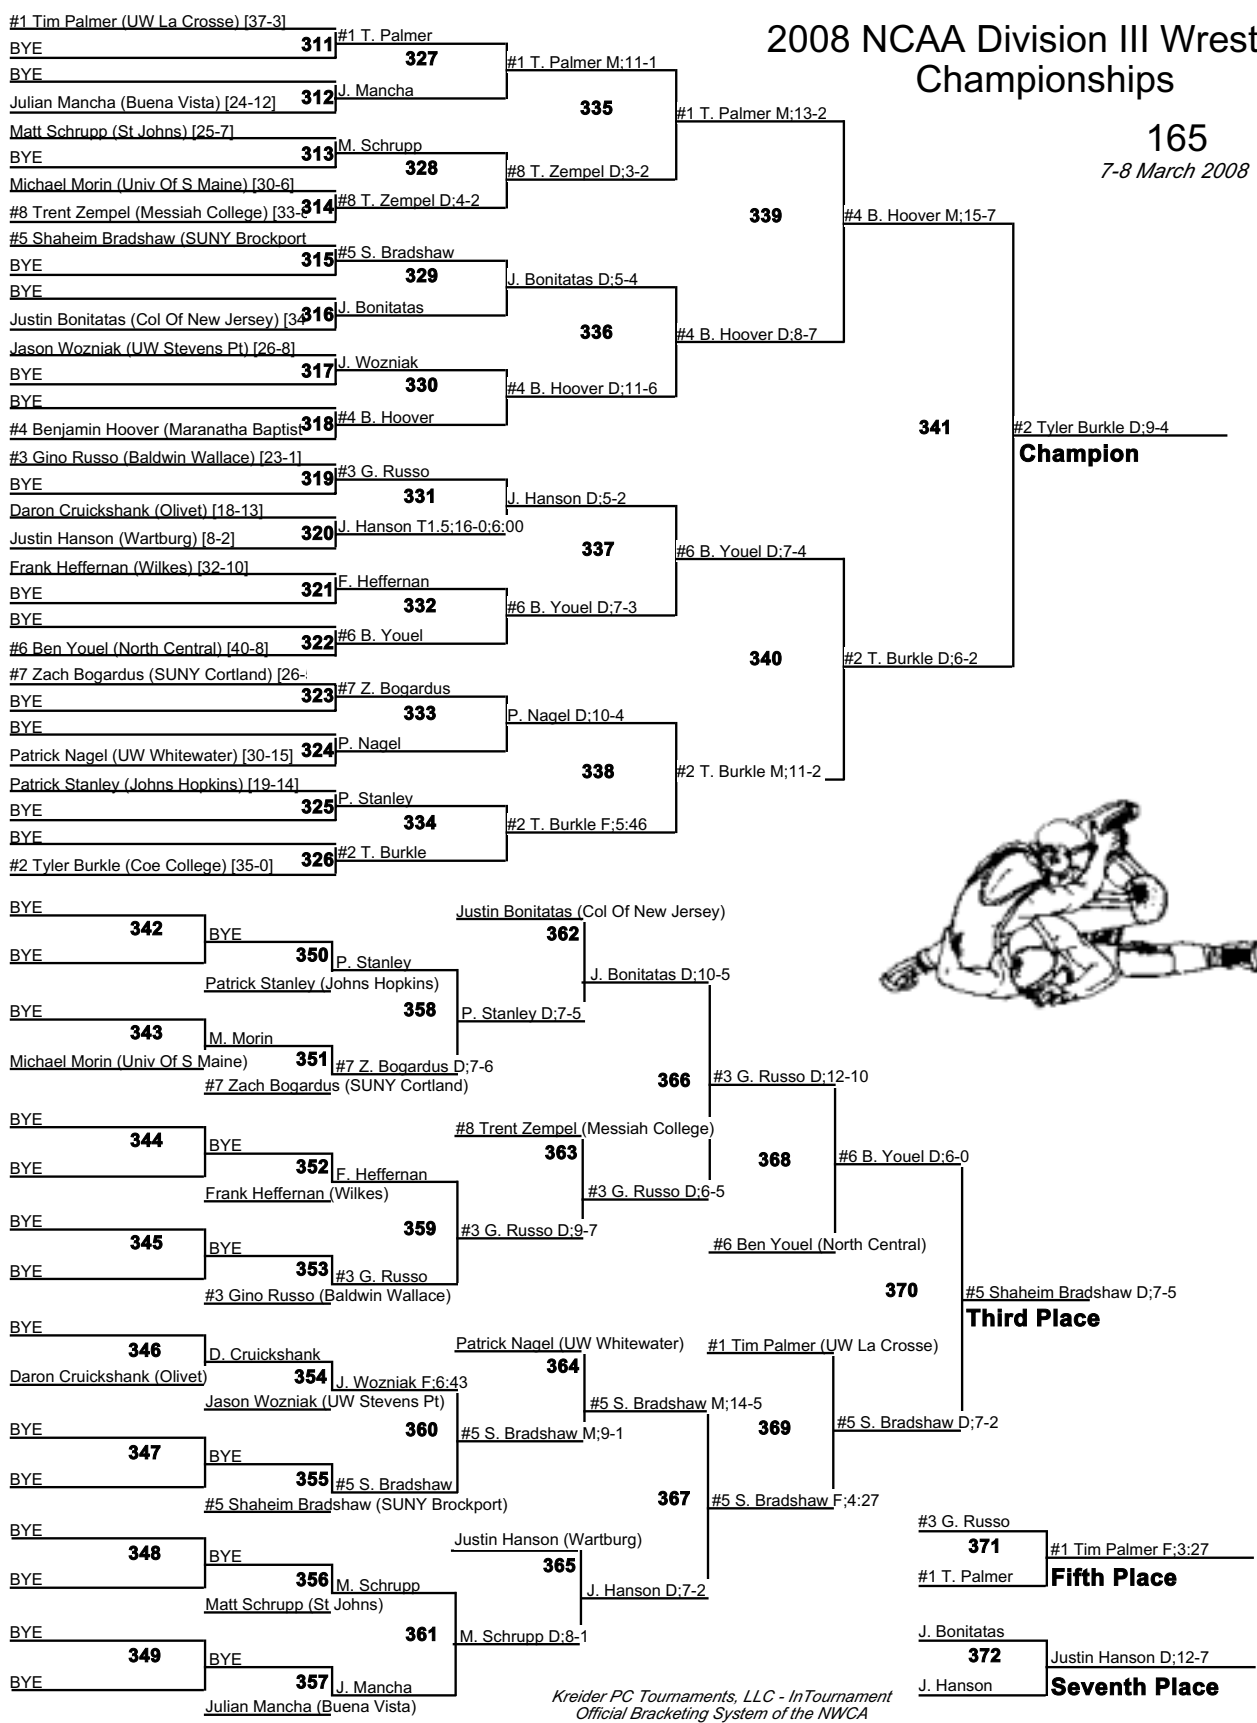 2008 NCAA Division III Wrest
Championships
165
7-8 March 2008
#1 Tim Palmer (UW La Crosse) [37-3]
BYE
311
BYE
Julian Mancha (Buena Vista) [24-12]
312
Matt Schrupp (St Johns) [25-7]
BYE
313
Michael Morin (Univ Of S Maine) [30-6]
#8 Trent Zempel (Messiah College) [33-
314
#5 Shaheim Bradshaw (SUNY Brockport
BYE
315
BYE
Justin Bonitatas (Col Of New Jersey) [34
316
Jason Wozniak (UW Stevens Pt) [26-8]
BYE
317
BYE
#4 Benjamin Hoover (Maranatha Baptist
318
#3 Gino Russo (Baldwin Wallace) [23-1]
BYE
319
Daron Cruickshank (Olivet) [18-13]
Justin Hanson (Wartburg) [8-2]
320
Frank Heffernan (Wilkes) [32-10]
BYE
321
BYE
#6 Ben Youel (North Central) [40-8]
322
#7 Zach Bogardus (SUNY Cortland) [26-
BYE
323
BYE
Patrick Nagel (UW Whitewater) [30-15]
324
Patrick Stanley (Johns Hopkins) [19-14]
BYE
325
BYE
#2 Tyler Burkle (Coe College) [35-0]
326
#1 T. Palmer
327
J. Mancha
M. Schrupp
328
#8 T. Zempel D;4-2
#5 S. Bradshaw
329
J. Bonitatas
J. Wozniak
330
#4 B. Hoover
#3 G. Russo
331
J. Hanson T1.5;16-0;6:00
F. Heffernan
332
#6 B. Youel
#7 Z. Bogardus
333
P. Nagel
P. Stanley
334
#2 T. Burkle
#1 T. Palmer M;11-1
335
#8 T. Zempel D;3-2
J. Bonitatas D;5-4
336
#4 B. Hoover D;11-6
J. Hanson D;5-2
337
#6 B. Youel D;7-3
P. Nagel D;10-4
338
#2 T. Burkle F;5:46
#1 T. Palmer M;13-2
339
#4 B. Hoover D;8-7
#6 B. Youel D;7-4
340
#2 T. Burkle M;11-2
#4 B. Hoover M;15-7
341
#2 T. Burkle D;6-2
#2 Tyler Burkle D;9-4
Champion
BYE
342
BYE
BYE
343
Michael Morin (Univ Of S Maine)
BYE
344
BYE
BYE
345
BYE
BYE
346
Daron Cruickshank (Olivet)
BYE
347
BYE
BYE
348
BYE
BYE
349
BYE
BYE
350
Patrick Stanley (Johns Hopkins)
M. Morin
351
#7 Zach Bogardus (SUNY Cortland)
BYE
352
Frank Heffernan (Wilkes)
BYE
353
#3 Gino Russo (Baldwin Wallace)
D. Cruickshank
354
Jason Wozniak (UW Stevens Pt)
BYE
355
#5 Shaheim Bradshaw (SUNY Brockport)
BYE
356
Matt Schrupp (St Johns)
BYE
357
Julian Mancha (Buena Vista)
P. Stanley
358
#7 Z. Bogardus D;7-6
F. Heffernan
359
#3 G. Russo
J. Wozniak F;6:43
360
#5 S. Bradshaw
M. Schrupp
361
J. Mancha
Justin Bonitatas (Col Of New Jersey)
362
P. Stanley D;7-5
#8 Trent Zempel (Messiah College)
363
#3 G. Russo D;9-7
Patrick Nagel (UW Whitewater)
364
#5 S. Bradshaw M;9-1
Justin Hanson (Wartburg)
365
M. Schrupp D;8-1
J. Bonitatas D;10-5
366
#3 G. Russo D;6-5
#5 S. Bradshaw M;14-5
367
J. Hanson D;7-2
#3 G. Russo D;12-10
368
#6 Ben Youel (North Central)
#1 Tim Palmer (UW La Crosse)
369
#5 S. Bradshaw F;4:27
#6 B. Youel D;6-0
370
#5 S. Bradshaw D;7-2
#5 Shaheim Bradshaw D;7-5
Third Place
#3 G. Russo
371
#1 T. Palmer
#1 Tim Palmer F;3:27
Fifth Place
J. Bonitatas
372
J. Hanson
Justin Hanson D;12-7
Seventh Place
Kreider PC Tournaments, LLC - InTournament
Official Bracketing System of the NWCA